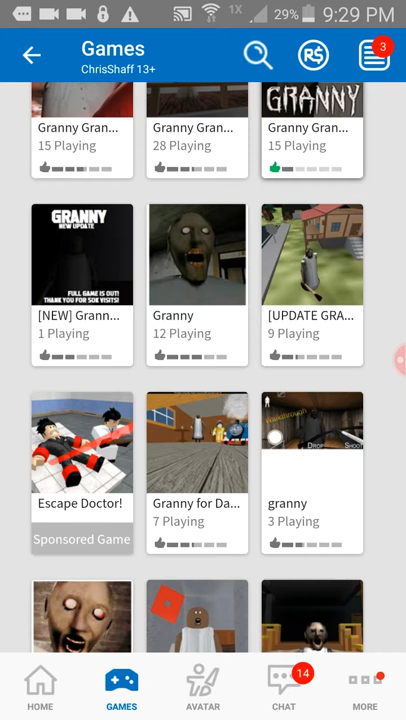 1X 29% 9:29 PM
Games
ChrisShaff 13+
R$
3
GRANNY
Granny Gran...
15 Playing
Granny Gran...
28 Playing
Granny Gran...
15 Playing
GRANNY
NEW UPDATE
FULL GAME IS OUT!
THANK YOU FOR 50K VISITS!
[NEW] Grann...
1 Playing
Granny
12 Playing
[UPDATE GRA...
9 Playing
Escape Doctor!
Sponsored Game
Granny for Da...
7 Playing
DROP
SHOOT
granny
3 Playing
HOME
GAMES
AVATAR
14
CHAT
MORE